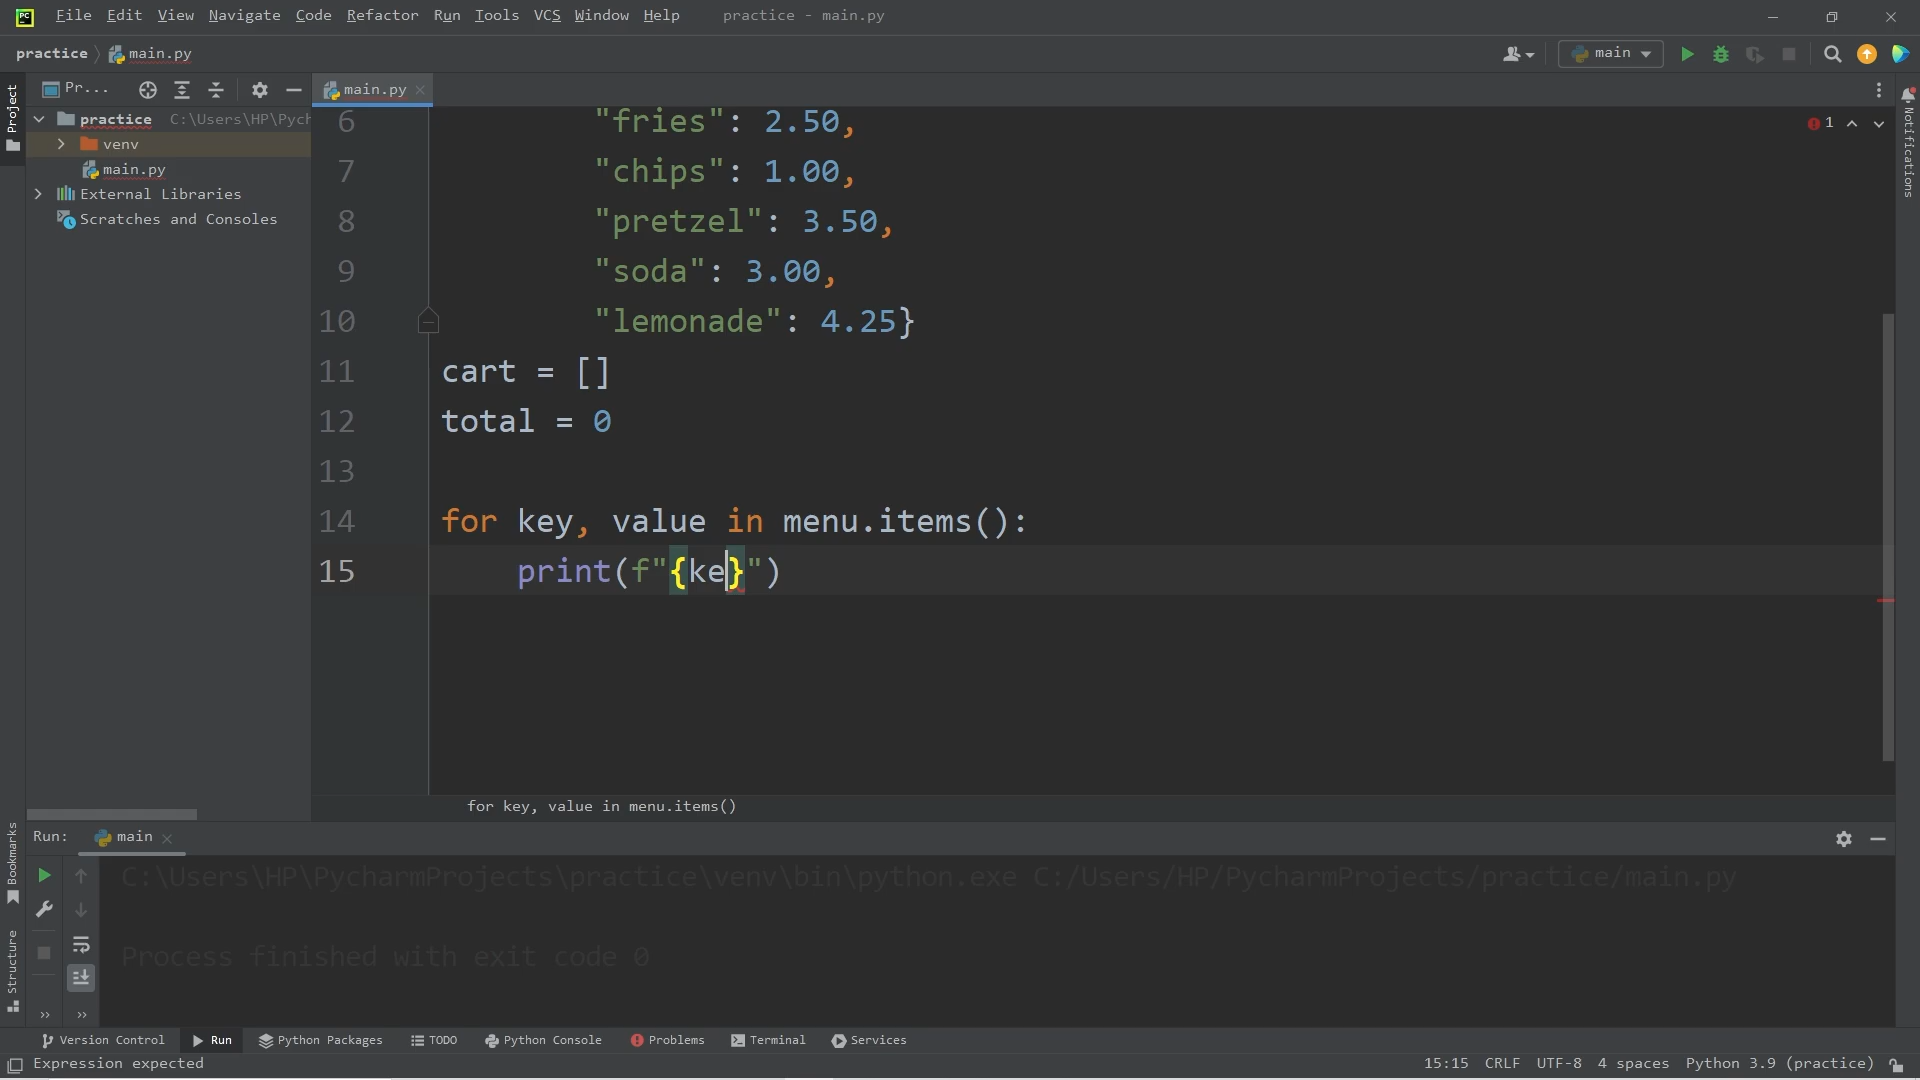 File Edit View Navigate Code Refactor Run Tools VCS Window Help practice - main.py
practice main.py main
Pr... main.py
Project
practice C:\Users\HP\Pych
venv
main.py
External Libraries
Scratches and Consoles
6 "fries": 2.50,
7 "chips": 1.00,
8 "pretzel": 3.50,
9 "soda": 3.00,
10 "lemonade": 4.25}
11 cart = []
12 total = 0
13
14 for key, value in menu.items():
15 print(f"{ke}")
1
Notifications
for key, value in menu.items()
Bookmarks
Structure
Run: main
C:\Users\HP\PycharmProjects\practice\venv\bin\python.exe C:/Users/HP/PycharmProjects/practice/main.py
Process finished with exit code 0
Version Control Run Python Packages TODO Python Console Problems Terminal Services
Expression expected 15:15 CRLF UTF-8 4 spaces Python 3.9 (practice)